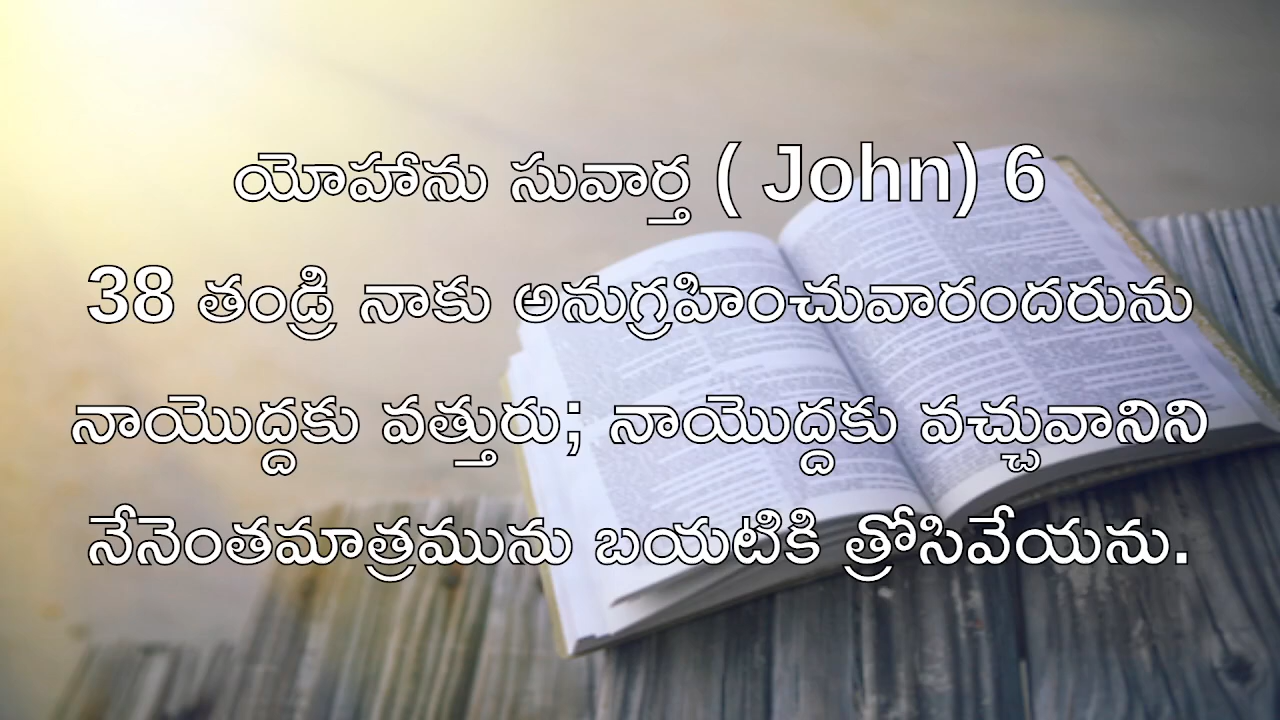 యోహాను సువార్త ( John) 6
38 తండ్రి నాకు అనుగ్రహించువారందరును
నాయొద్దకు వత్తురు; నాయొద్దకు వచ్చువానిని
నేనెంతమాత్రమును బయటికి త్రోసివేయను.